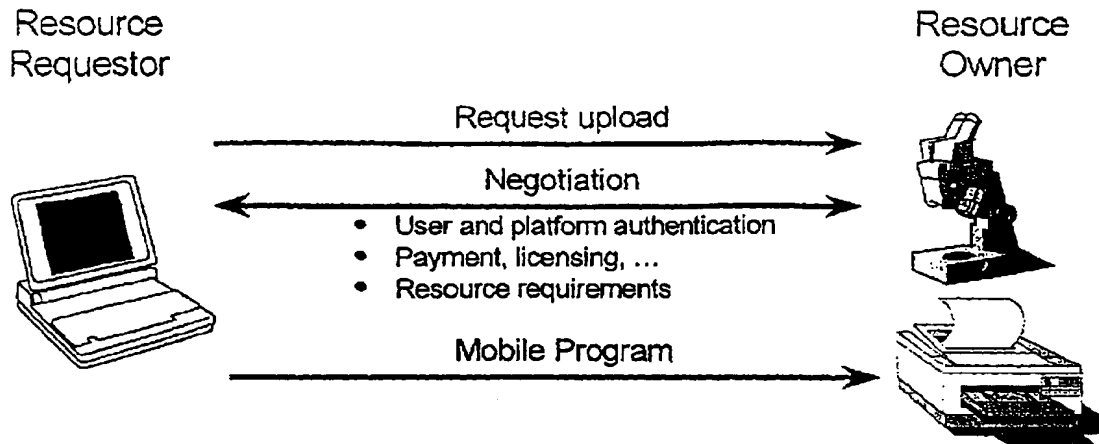 Resource
Requestor
Resource
Owner
Request upload
Negotiation
• User and platform authentication
• Payment, licensing, ...
• Resource requirements
Mobile Program